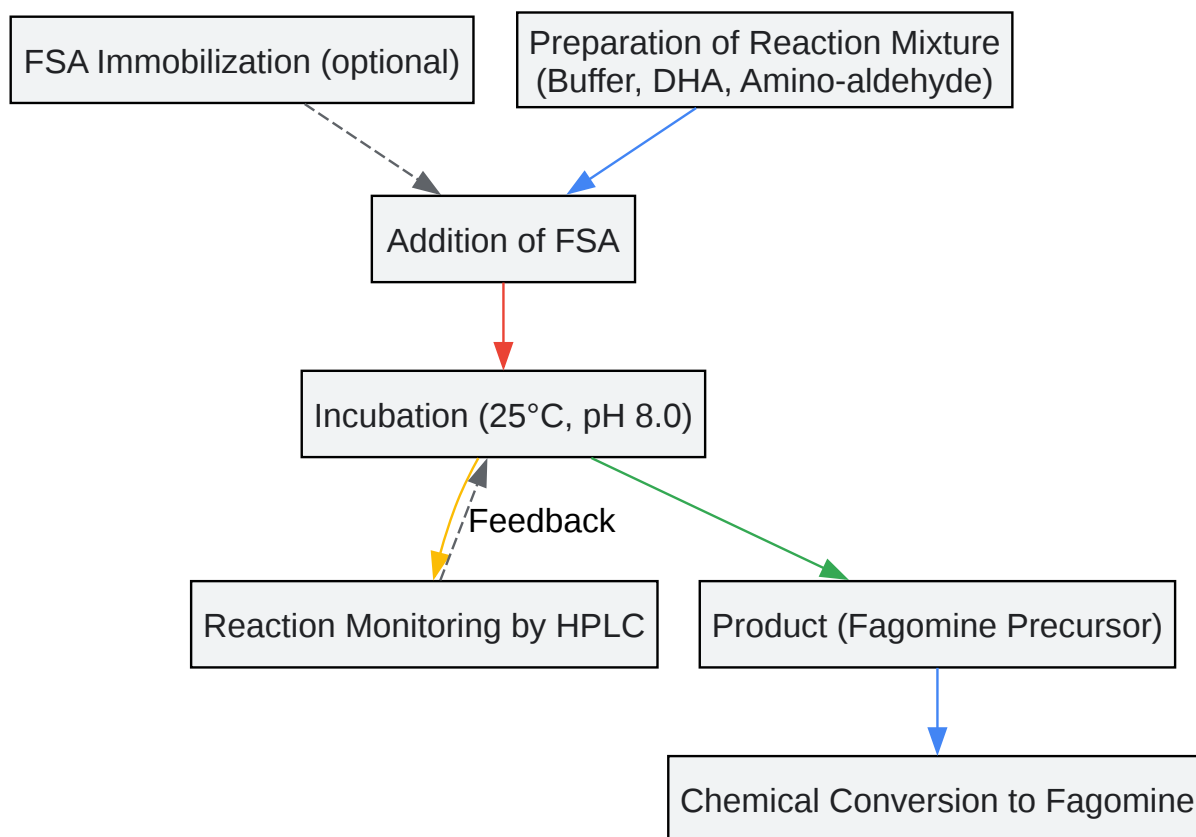 FSA Immobilization (optional)
Preparation of Reaction Mixture
(Buffer, DHA, Amino-aldehyde)
Addition of FSA
Incubation (25°C, pH 8.0)
Feedback
Reaction Monitoring by HPLC
Product (Fagomine Precursor)
Chemical Conversion to Fagomine